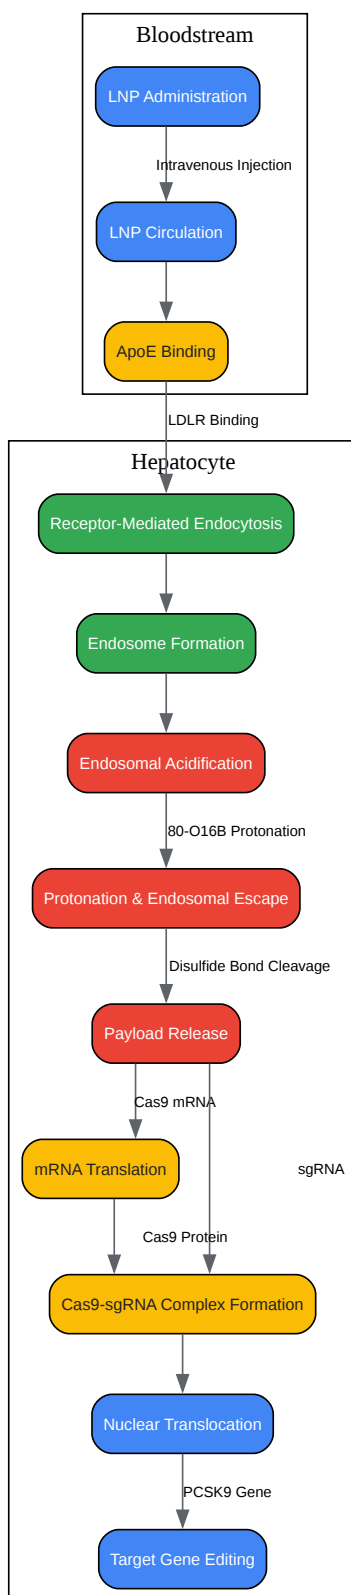 Bloodstream
LNP Administration
Intravenous Injection
LNP Circulation
ApoE Binding
LDLR Binding
Hepatocyte
Receptor-Mediated Endocytosis
Endosome Formation
Endosomal Acidification
80-O16B Protonation
Protonation & Endosomal Escape
Disulfide Bond Cleavage
Payload Release
Cas9 mRNA
mRNA Translation
sgRNA
Cas9 Protein
Cas9-sgRNA Complex Formation
Nuclear Translocation
PCSK9 Gene
Target Gene Editing